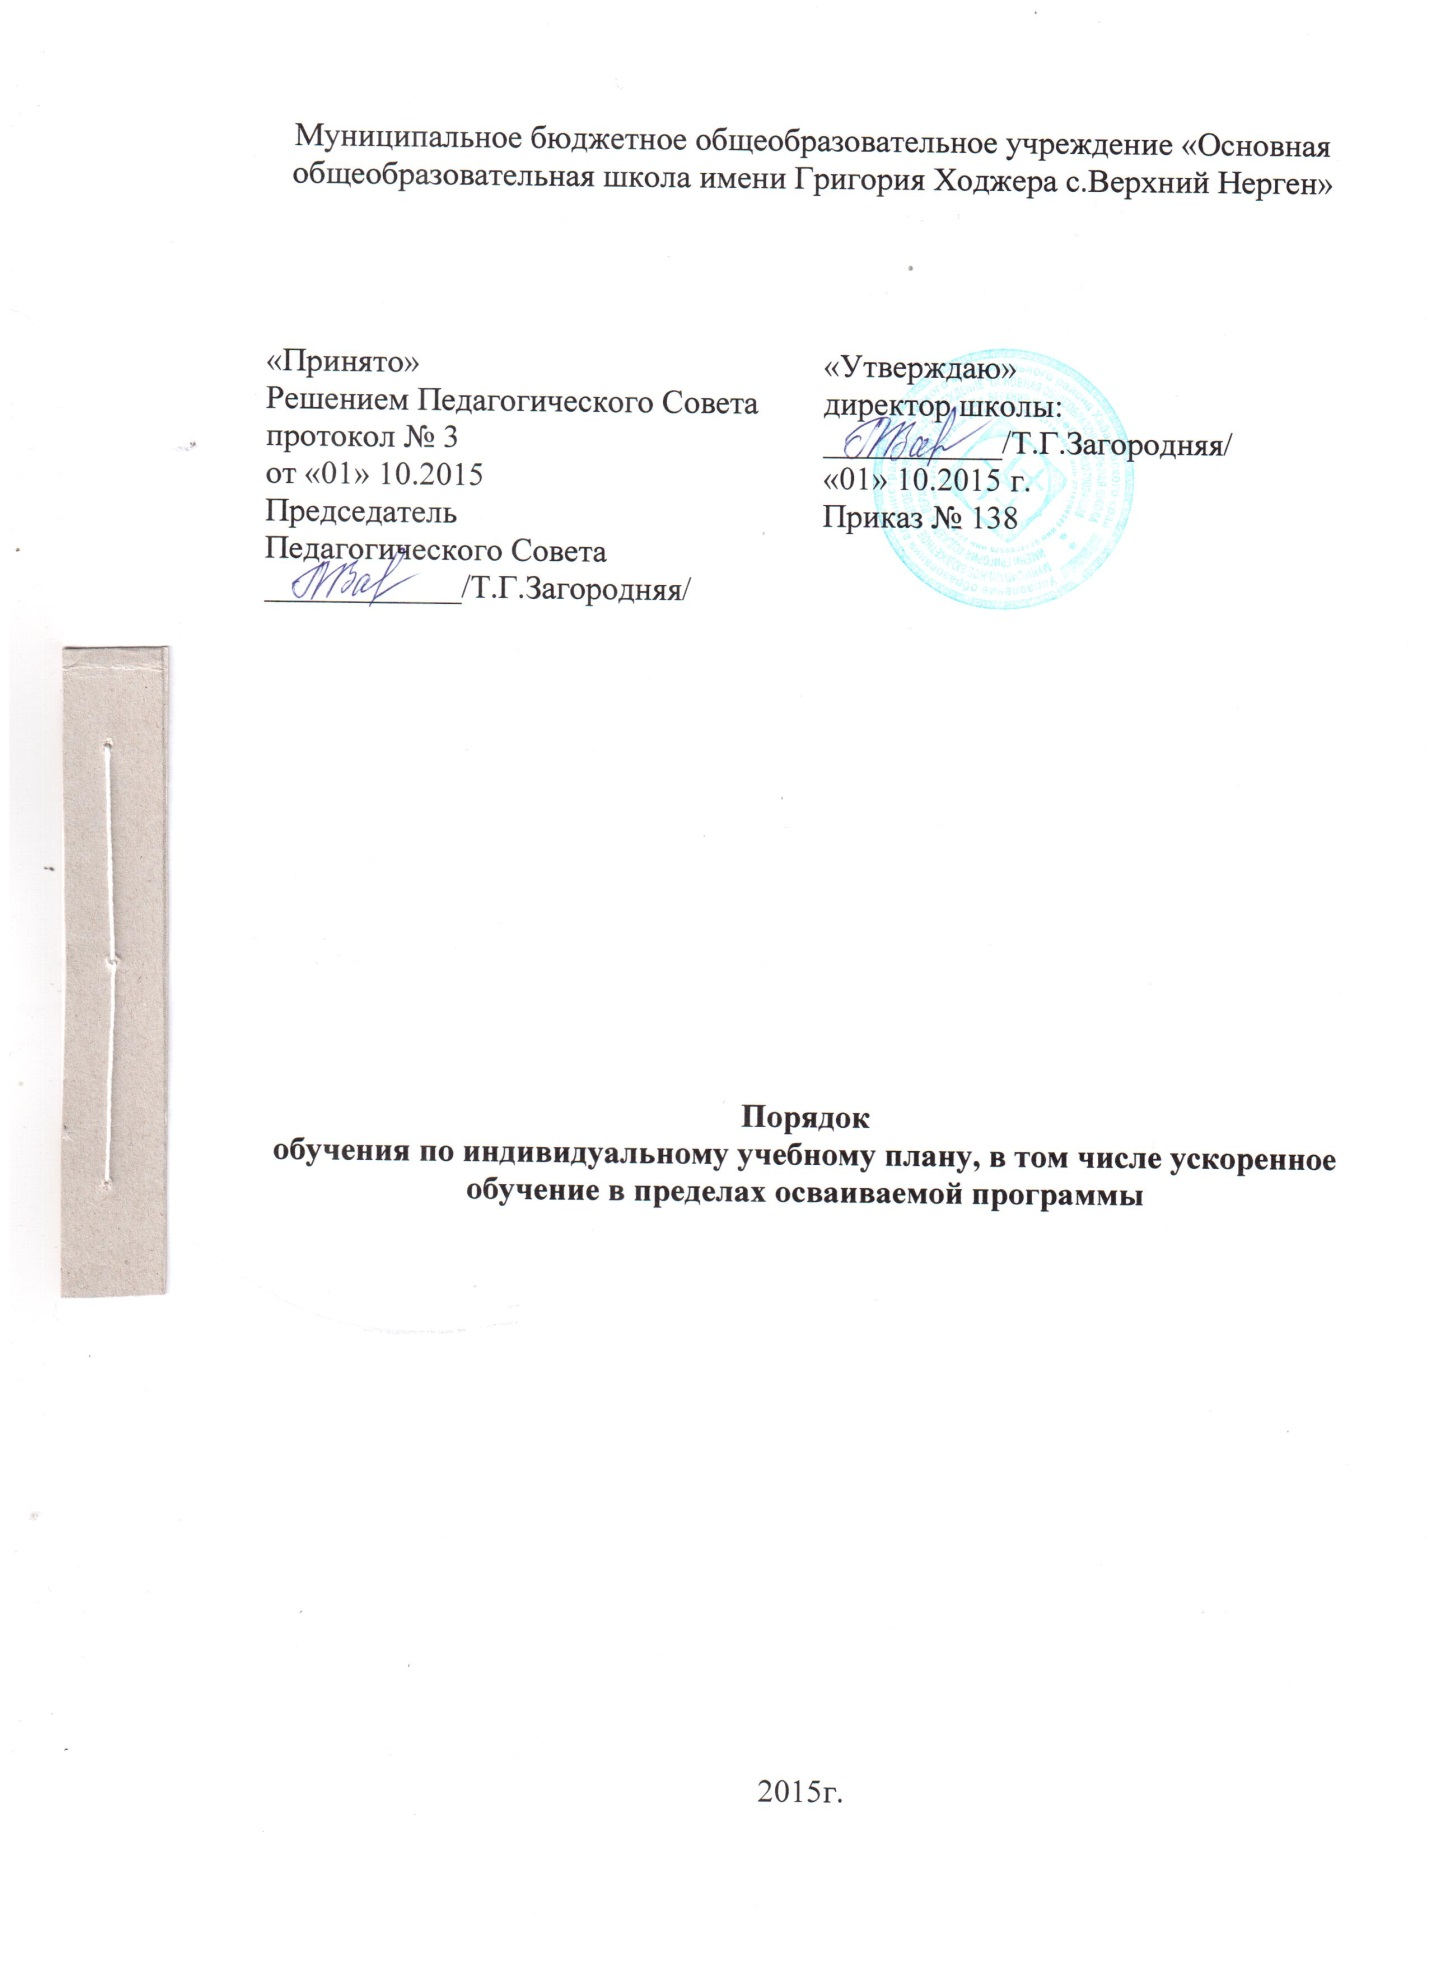 Муниципальное бюджетное общеобразовательное учреждение «Основная
общеобразовательная школа имени Григория Ходжера с.Верхний Нерген»
«Принято»
Решением Педагогического Совета
протокол № 3
от «01» 10.2015
Председатель
Педагогического Совета
____________/Т.Г.Загородняя/
«Утверждаю»
директор школы:
___________/Т.Г.Загородняя/
«01» 10.2015 г.
Приказ № 138
Порядок
обучения по индивидуальному учебному плану, в том числе ускоренное
обучение в пределах осваиваемой программы
2015г.